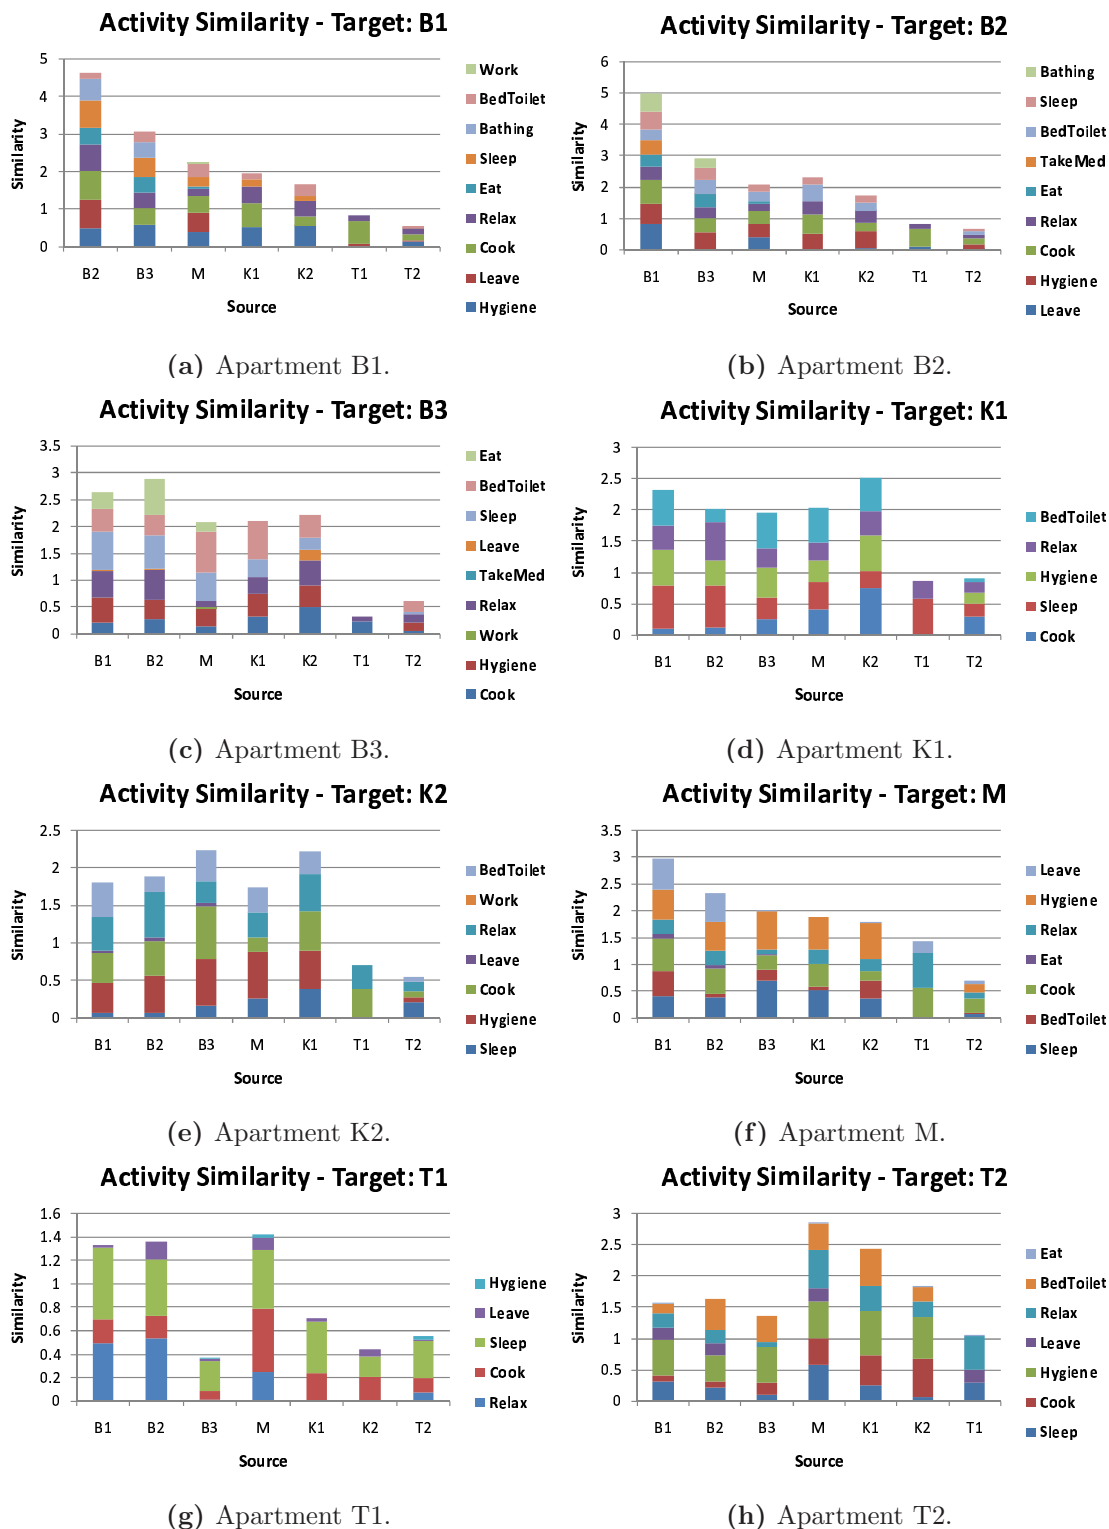 Activity Similarity - Target: B1
5
4
3
2
1
0
Similarity
B2 B3 M K1 K2 T1 T2
Source
Work
BedToilet
Bathing
Sleep
Eat
Relax
Cook
Leave
Hygiene
(a) Apartment B1.
Activity Similarity - Target: B2
6
5
4
3
2
1
0
Similarity
B1 B3 M K1 K2 T1 T2
Source
Bathing
Sleep
BedToilet
TakeMed
Eat
Relax
Cook
Hygiene
Leave
(b) Apartment B2.
Activity Similarity - Target: B3
3.5
3
2.5
2
1.5
1
0.5
0
Similarity
B1 B2 M K1 K2 T1 T2
Source
Eat
BedToilet
Sleep
Leave
TakeMed
Relax
Work
Hygiene
Cook
(c) Apartment B3.
Activity Similarity - Target: K1
3
2.5
2
1.5
1
0.5
0
Similarity
B1 B2 B3 M K2 T1 T2
Source
BedToilet
Relax
Hygiene
Sleep
Cook
(d) Apartment K1.
Activity Similarity - Target: K2
2.5
2
1.5
1
0.5
0
Similarity
B1 B2 B3 M K1 T1 T2
Source
BedToilet
Work
Relax
Leave
Cook
Hygiene
Sleep
(e) Apartment K2.
Activity Similarity - Target: M
3.5
3
2.5
2
1.5
1
0.5
0
Similarity
B1 B2 B3 K1 K2 T1 T2
Source
Leave
Hygiene
Relax
Eat
Cook
BedToilet
Sleep
(f) Apartment M.
Activity Similarity - Target: T1
1.6
1.4
1.2
1
0.8
0.6
0.4
0.2
0
Similarity
B1 B2 B3 M K1 K2 T2
Source
Hygiene
Leave
Sleep
Cook
Relax
(g) Apartment T1.
Activity Similarity - Target: T2
3
2.5
2
1.5
1
0.5
0
Similarity
B1 B2 B3 M K1 K2 T1
Source
Eat
BedToilet
Relax
Leave
Hygiene
Cook
Sleep
(h) Apartment T2.